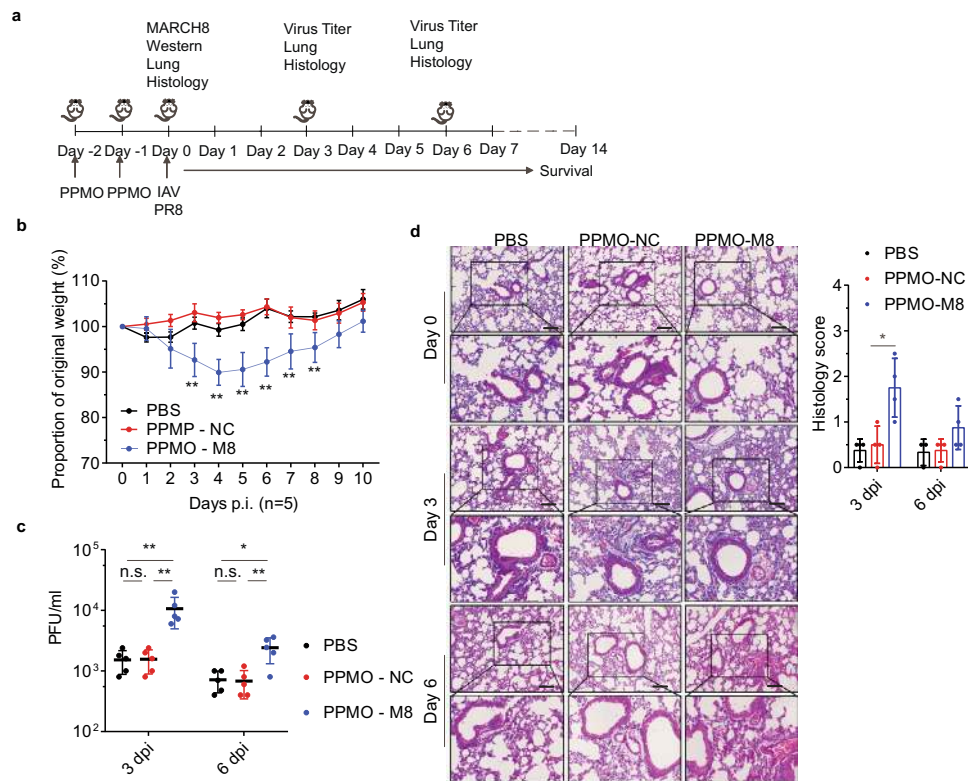 a
MARCH8
Western
Lung
Histology
Virus Titer
Lung
Histology
Virus Titer
Lung
Histology
Day -2 Day -1 Day 0 Day 1 Day 2 Day 3 Day 4 Day 5 Day 6 Day 7 Day 14
PPMO PPMO IAV
PR8
Survival
b
Proportion of original weight (%)
110
100
90
80
70
** ** ** ** ** **
PBS
PPMP - NC
PPMO - M8
0 1 2 3 4 5 6 7 8 9 10
Days p.i. (n=5)
c
PFU/ml
10⁵
10⁴
10³
10²
** *
n.s. ** n.s. **
PBS
PPMO - NC
PPMO - M8
3 dpi 6 dpi
d
PBS PPMO-NC PPMO-M8
Day 0
Day 3
Day 6
PBS
PPMO-NC
PPMO-M8
Histology score
4
3
2
1
0
*
3 dpi 6 dpi